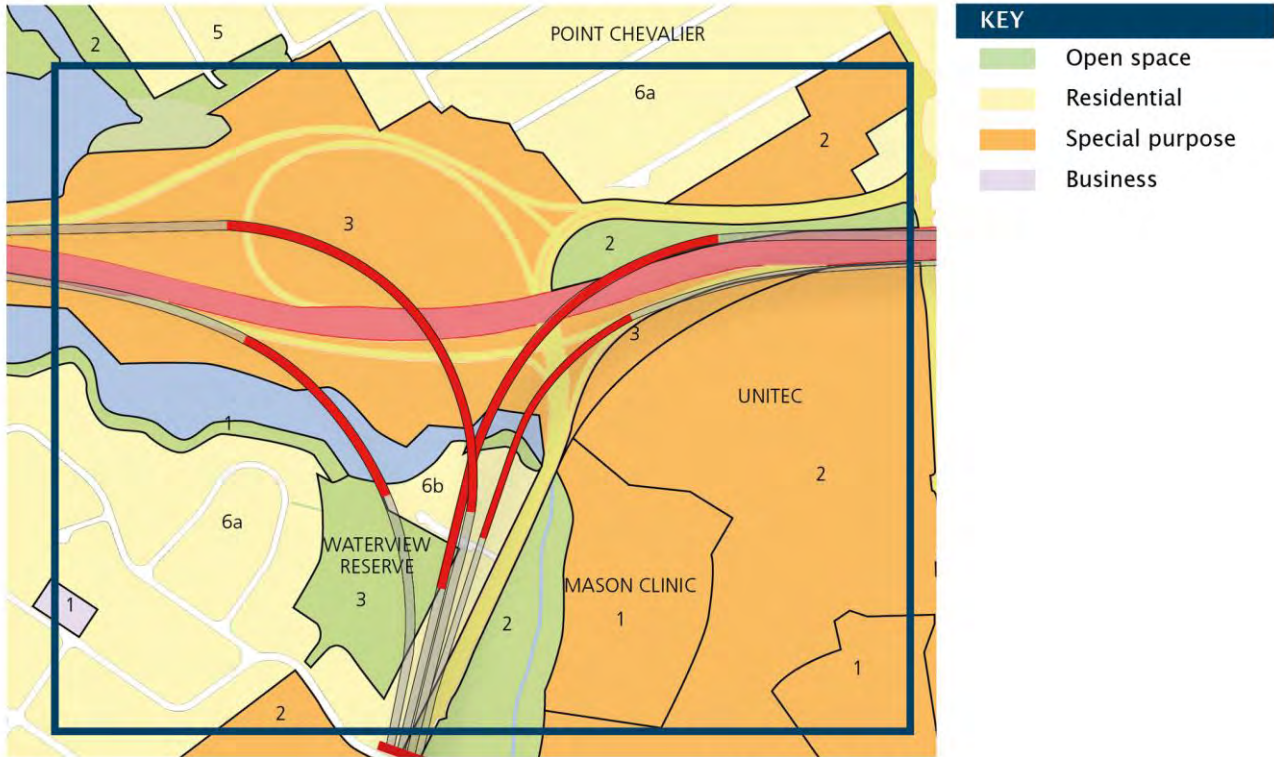 KEY
Open space
Residential
Special purpose
Business
5
2
POINT CHEVALIER
6a
2
3
2
3
UNITEC
1
2
6b
6a
WATERVIEW
RESERVE
3
MASON CLINIC
1
2
1
1
2